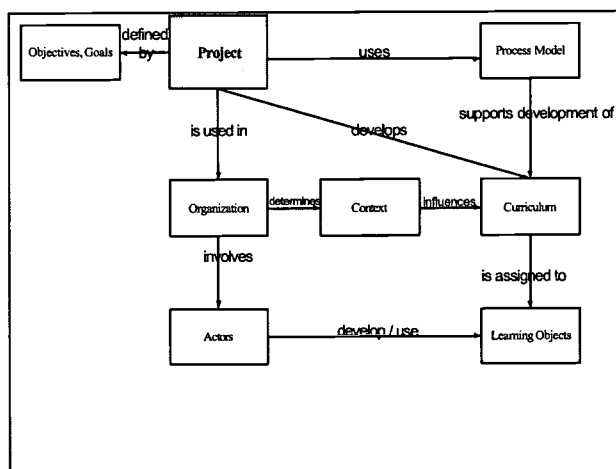 defined
by
Objectives, Goals
Project
uses
Process Model
supports development of
is used in
develops
Organization
determines
Context
influences
Curriculum
involves
is assigned to
Actors
develop / use
Learning Objects